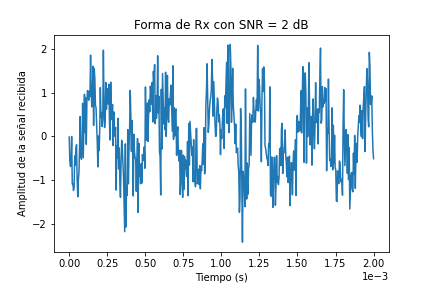 Forma de Rx con SNR = 2 dB
Amplitud de la señal recibida
2
1
0
−1
−2
0.00 0.25 0.50 0.75 1.00 1.25 1.50 1.75 2.00
Tiempo (s)
1e−3